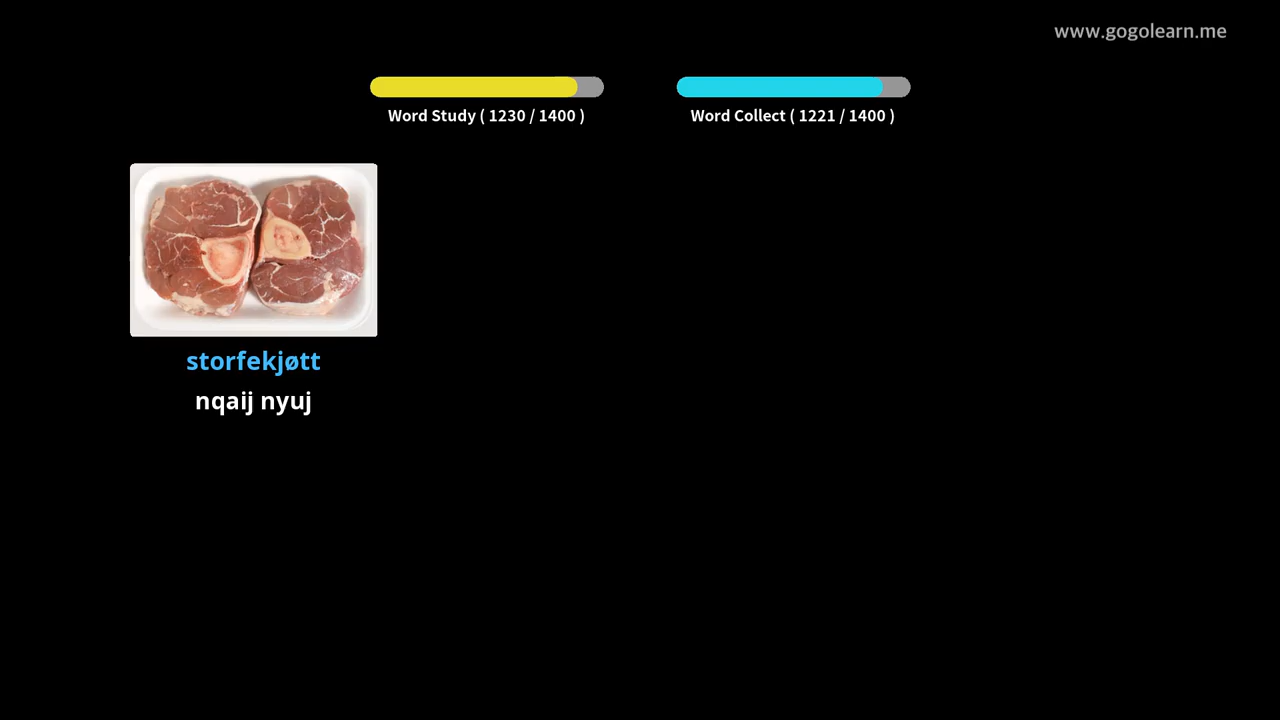 www.gogolearn.me
Word Study ( 1230 / 1400 )
Word Collect ( 1221 / 1400 )
storfekjøtt
nqaij nyuj